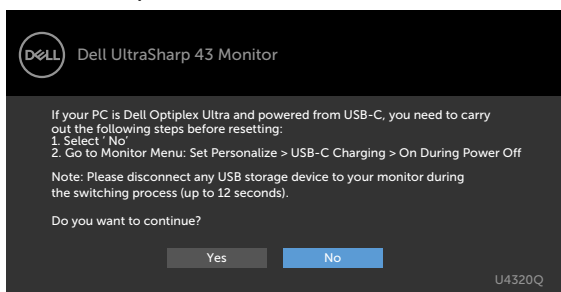 DELL
Dell UltraSharp 43 Monitor
If your PC is Dell Optiplex Ultra and powered from USB-C, you need to carry
out the following steps before resetting:
1. Select ‘ No’
2. Go to Monitor Menu: Set Personalize > USB-C Charging > On During Power Off
Note: Please disconnect any USB storage device to your monitor during
the switching process (up to 12 seconds).
Do you want to continue?
Yes
No
U4320Q